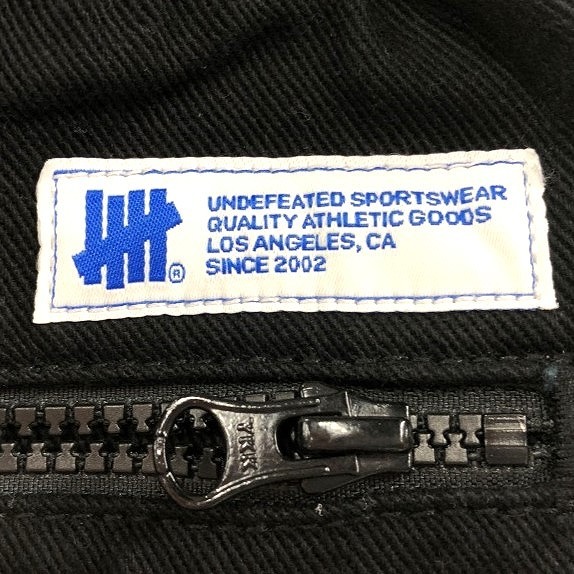 UNDEFEATED SPORTSWEAR
QUALITY ATHLETIC GOODS
LOS ANGELES, CA
® SINCE 2002
YKK